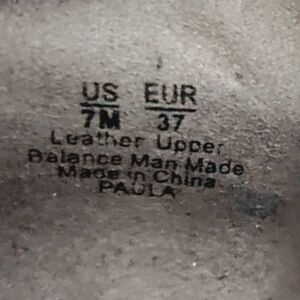 US EUR
7M 37
Leather Upper
Balance Man Made
Made in China
PAULA